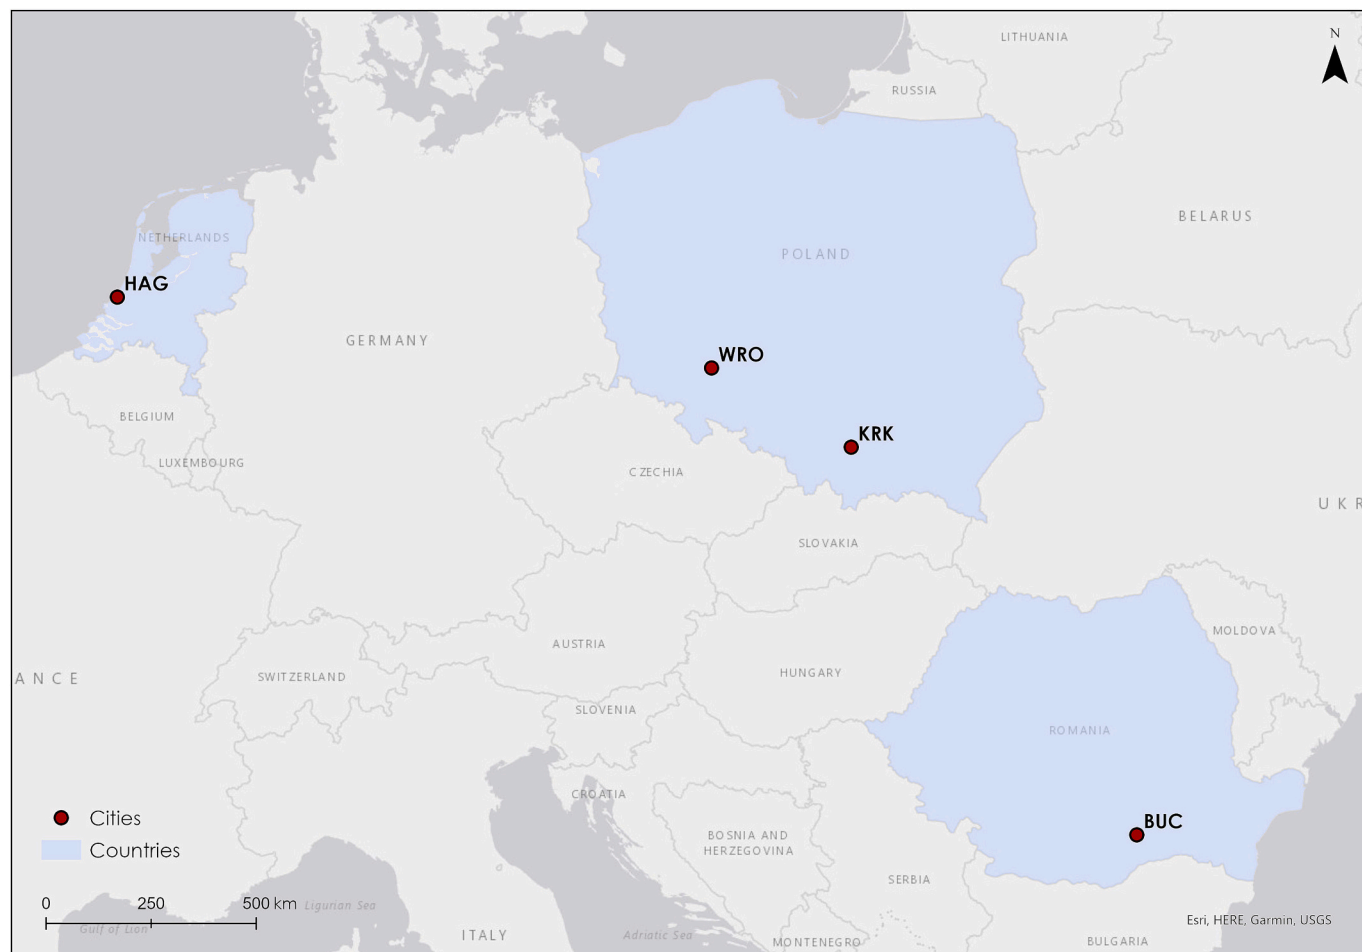 N
LITHUANIA
RUSSIA
BELARUS
NETHERLANDS
POLAND
HAG
GERMANY
WRO
BELGIUM
KRK
LUXEMBOURG
CZECHIA
UKR
SLOVAKIA
MOLDOVA
AUSTRIA
HUNGARY
SWITZERLAND
ANCE
SLOVENIA
ROMANIA
CROATIA
Cities
BUC
BOSNIA AND
HERZEGOVINA
Countries
SERBIA
0 250 500 km
Ligurian Sea
Esri, HERE, Garmin, USGS
Gulf of Lion
ITALY
Adriatic Sea
MONTENEGRO
BULGARIA